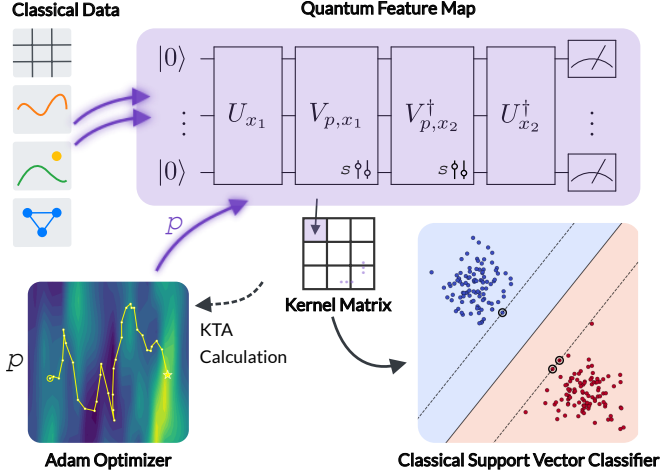 Classical Data
Quantum Feature Map
|0⟩
U_{x_1}
V_{p,x_1}
s
V^†_{p,x_2}
s
U^†_{x_2}
⋮
⋮
|0⟩
p
Kernel Matrix
KTA
Calculation
p
Adam Optimizer
Classical Support Vector Classifier